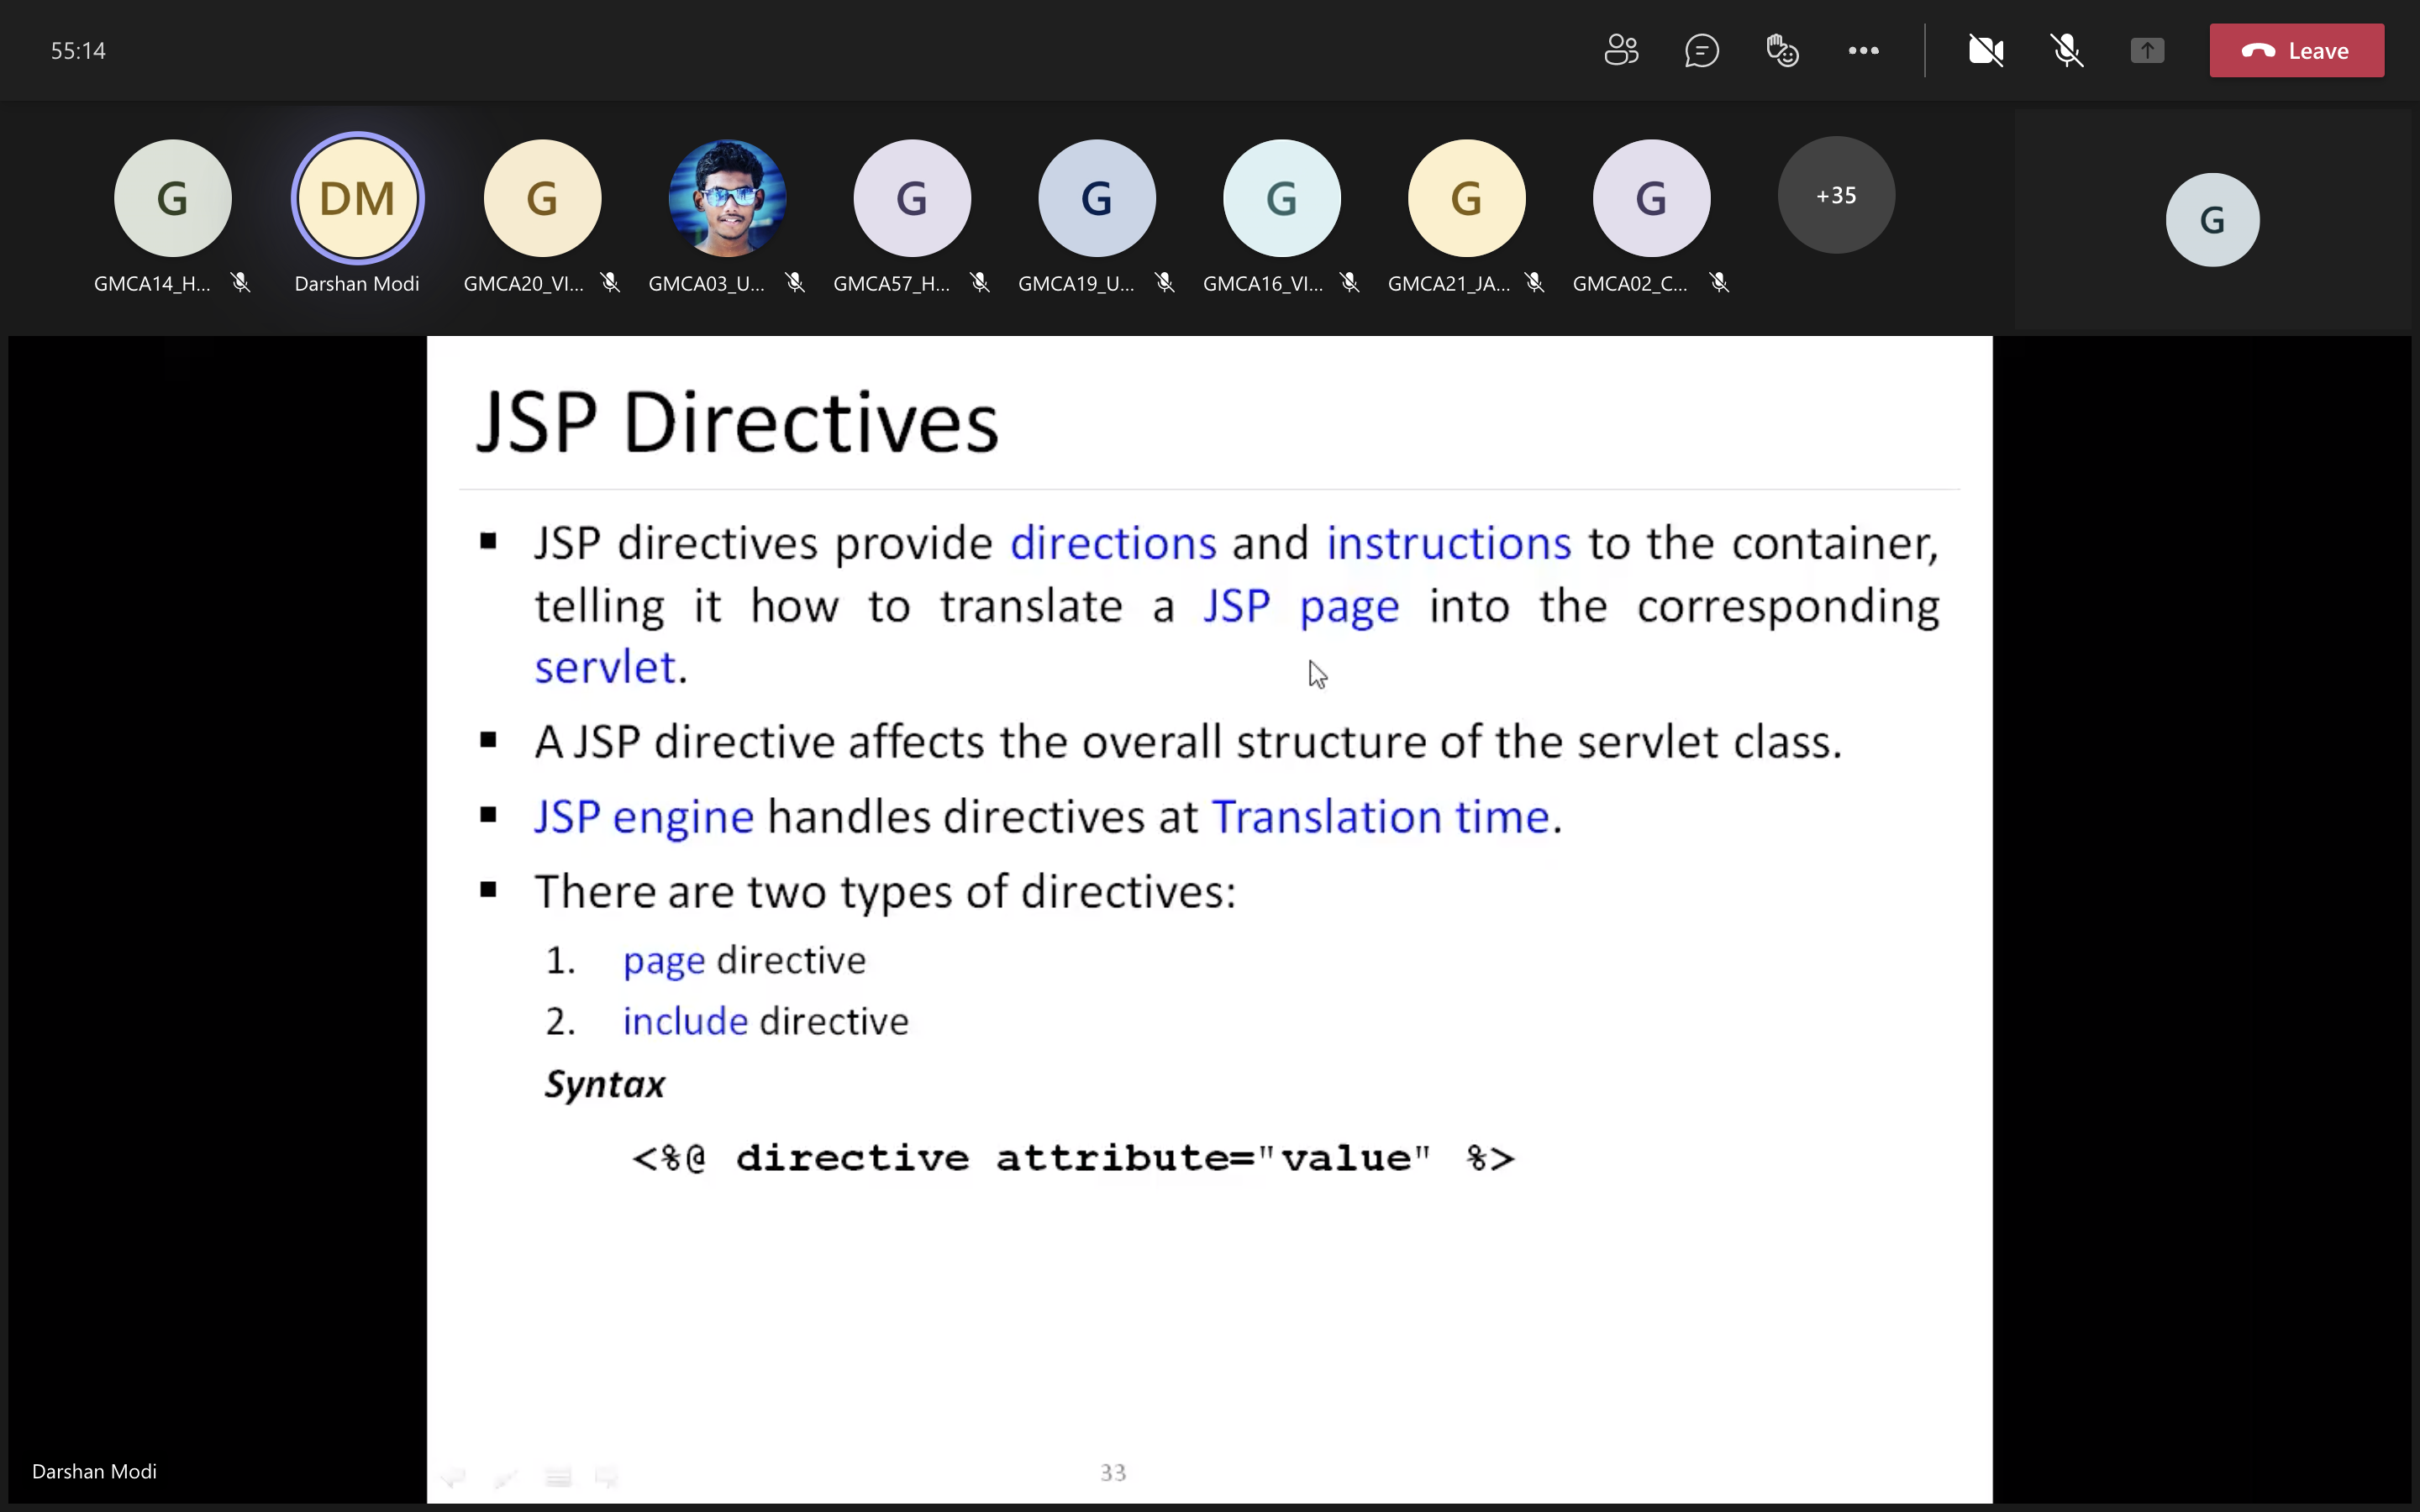 55:14
Leave
G
DM
G
G
G
G
G
G
+35
G
GMCA14_H...
Darshan Modi
GMCA20_VI...
GMCA03_U...
GMCA57_H...
GMCA19_U...
GMCA16_VI...
GMCA21_JA...
GMCA02_C...
JSP Directives
▪ JSP directives provide directions and instructions to the container,
telling it how to translate a JSP page into the corresponding
servlet.
▪ A JSP directive affects the overall structure of the servlet class.
▪ JSP engine handles directives at Translation time.
▪ There are two types of directives:
1. page directive
2. include directive
Syntax
<%@ directive attribute="value" %>
Darshan Modi
33